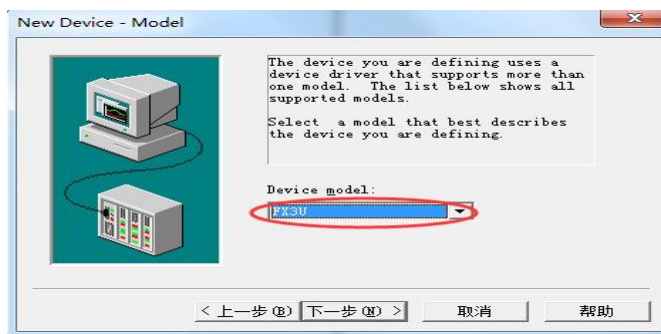 New Device - Model
The device you are defining uses a
device driver that supports more than
one model.  The list below shows all
supported models.
Select  a model that best describes
the device you are defining.
Device model:
FX3U
< 上一步(B) 下一步(N) > 取消 帮助